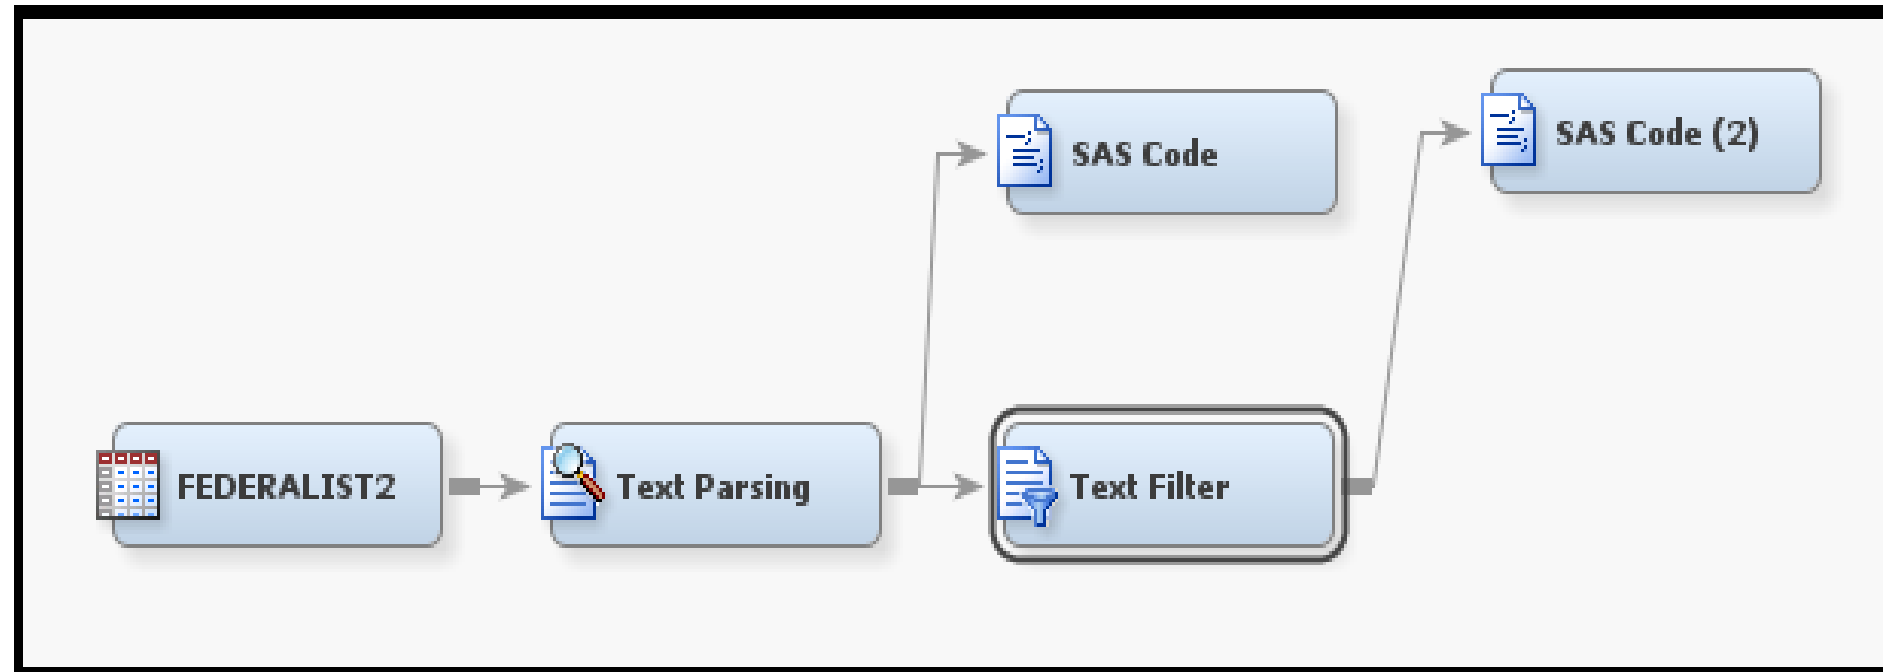 SAS Code
SAS Code (2)
FEDERALIST2
Text Parsing
Text Filter